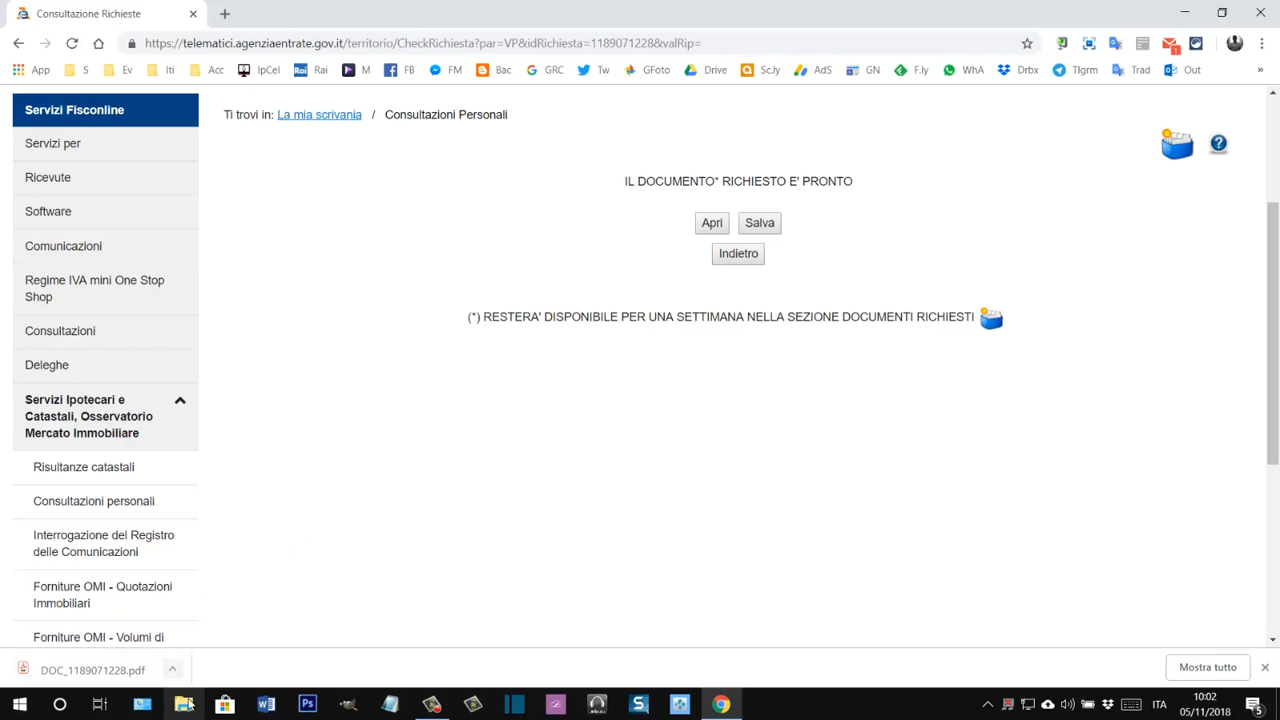 Consultazione Richieste
https://telematici.agenziaentrate.gov.it/territorio/CheckRichiesta?par=VP&idRichiesta=1189071228&valRip=
App S Ev Iti Acc IpCel Rai Rai M FB FM Bac GRC Tw GFoto Drive Sc.ly AdS GN F.ly WhA Drbx Tlgrm Trad Out »
Servizi Fisconline
Servizi per
Ricevute
Software
Comunicazioni
Regime IVA mini One Stop
Shop
Consultazioni
Deleghe
Servizi Ipotecari e
Catastali, Osservatorio
Mercato Immobiliare
Risultanze catastali
Consultazioni personali
Interrogazione del Registro
delle Comunicazioni
Forniture OMI - Quotazioni
Immobiliari
Forniture OMI - Volumi di
Ti trovi in: La mia scrivania / Consultazioni Personali
IL DOCUMENTO* RICHIESTO E' PRONTO
Apri Salva
Indietro
(*) RESTERA' DISPONIBILE PER UNA SETTIMANA NELLA SEZIONE DOCUMENTI RICHIESTI
DOC_1189071228.pdf
Mostra tutto
ITA
10:02
05/11/2018
5